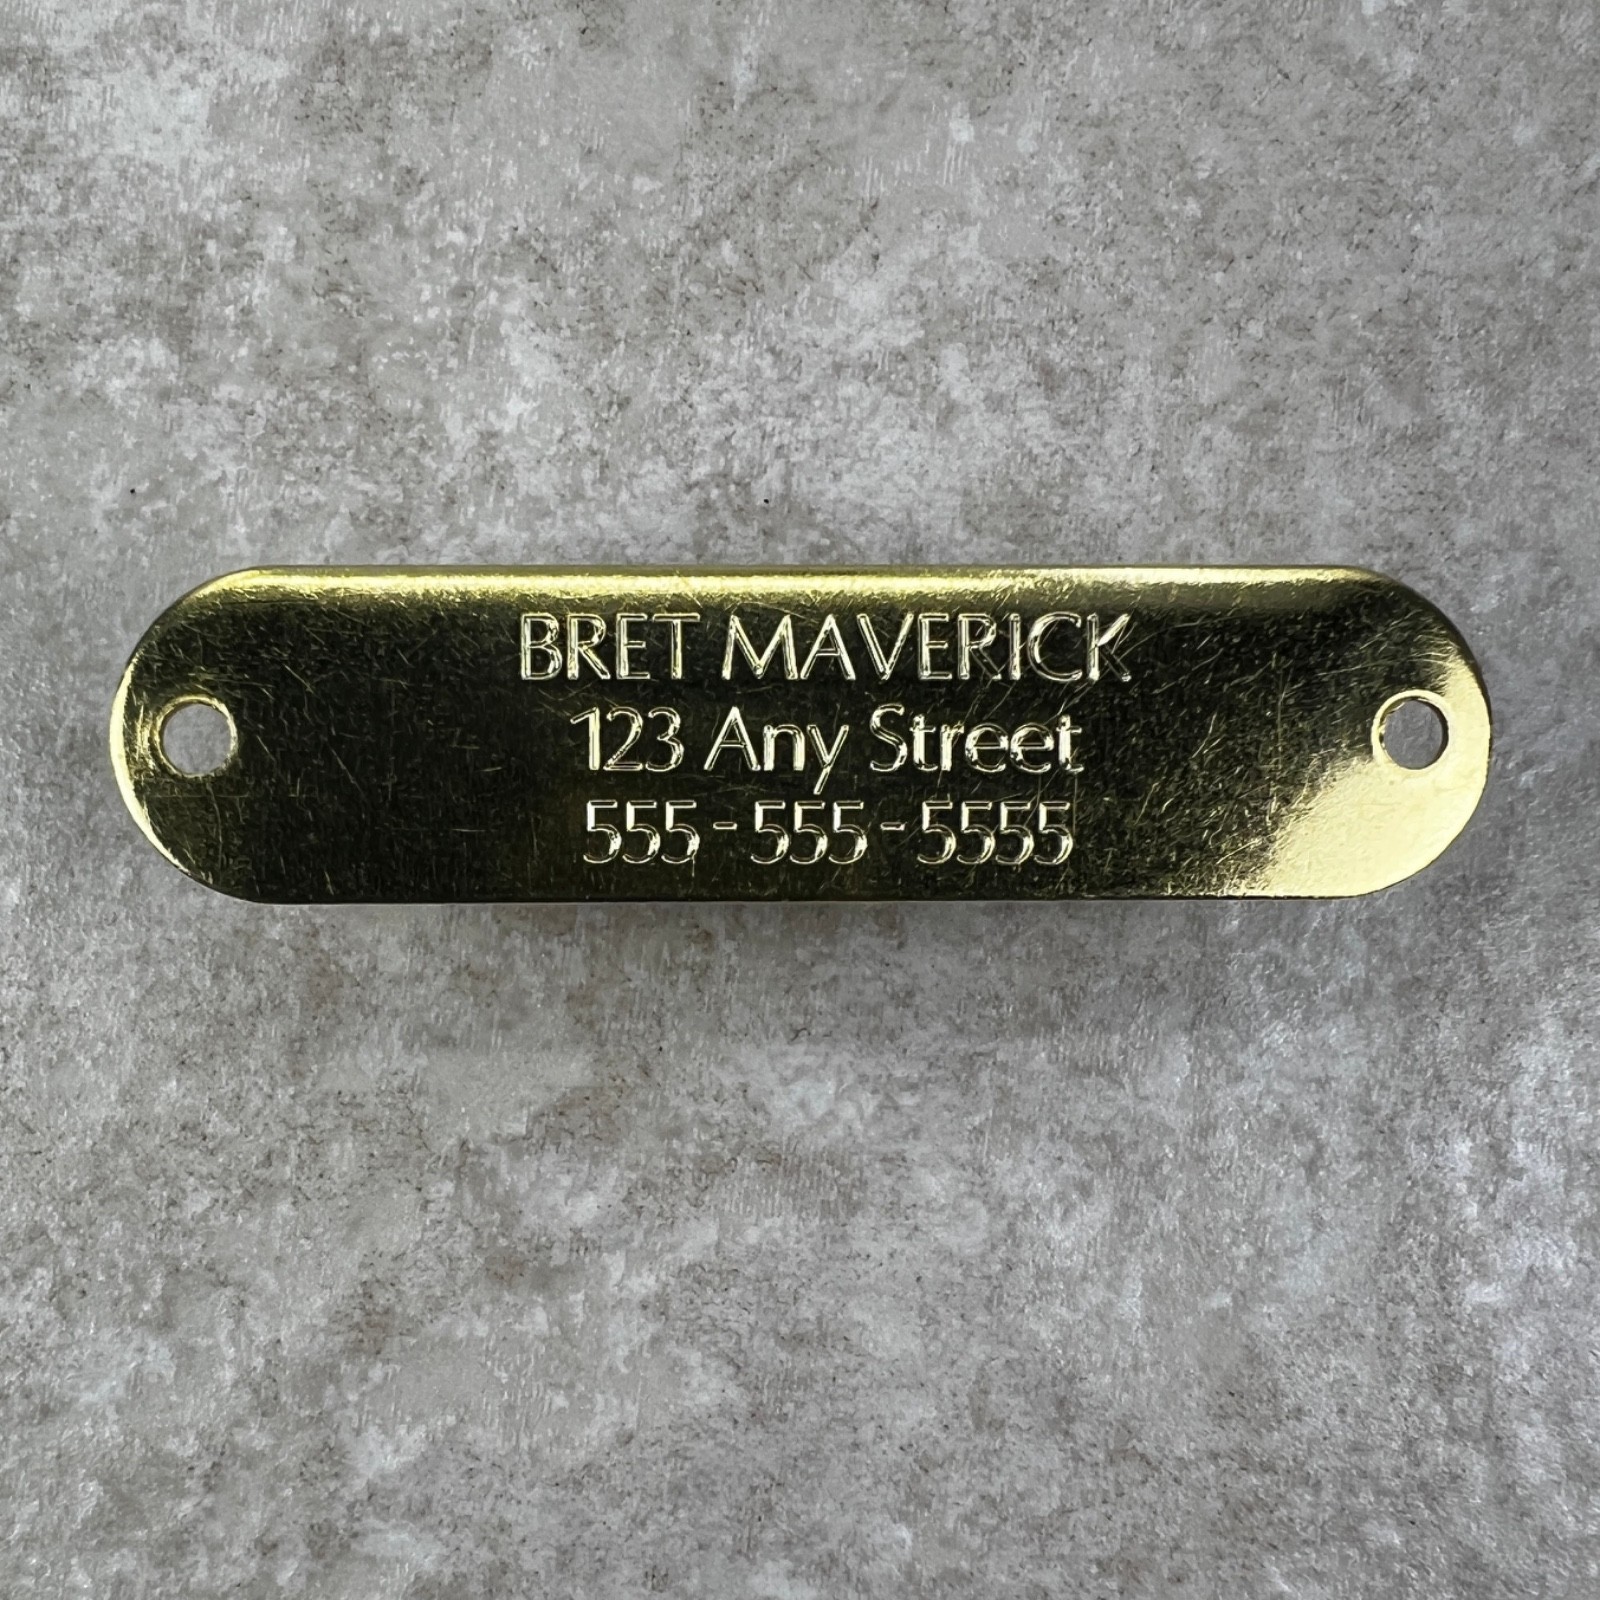 BRET MAVERICK
123 Any Street
555 - 555 - 5555